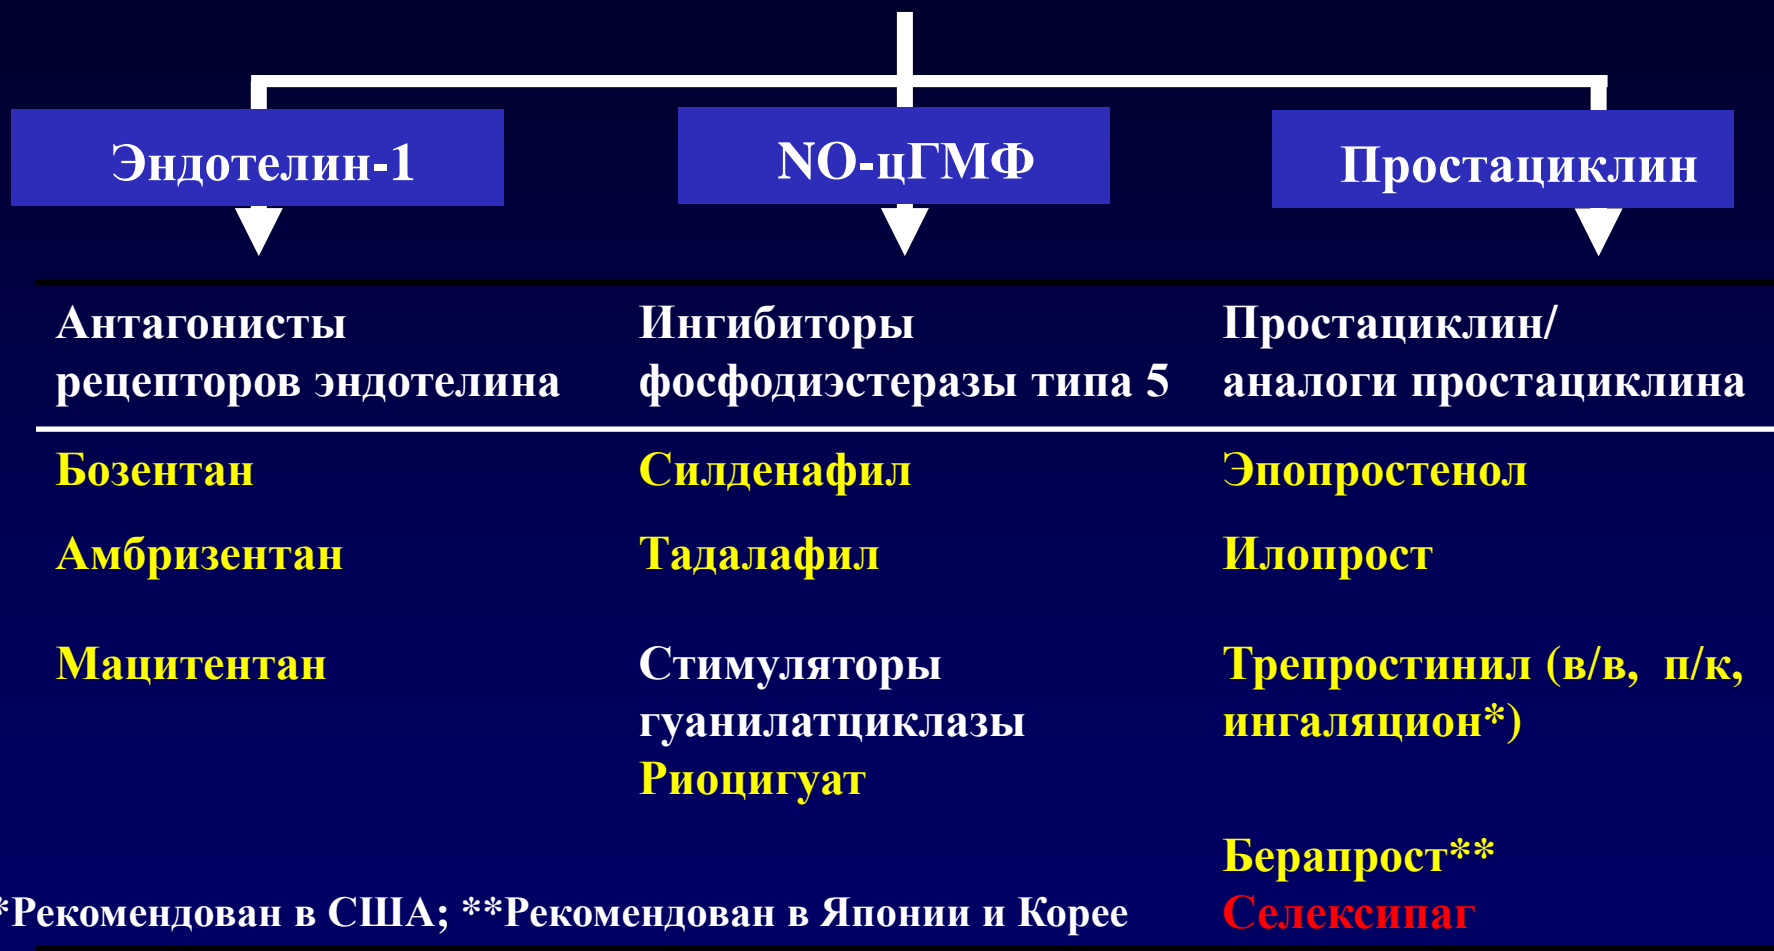 Эндотелин-1
NO-цГМФ
Простациклин
Антагонисты
рецепторов эндотелина
Ингибиторы
фосфодиэстеразы типа 5
Простациклин/
аналоги простациклина
Бозентан
Силденафил
Эпопростенол
Амбризентан
Тадалафил
Илопрост
Мацитентан
Стимуляторы
гуанилатциклазы
Риоцигуат
Трепростинил (в/в, п/к,
ингаляцион*)
Берапрост**
Селексипаг
*Рекомендован в США; **Рекомендован в Японии и Корее